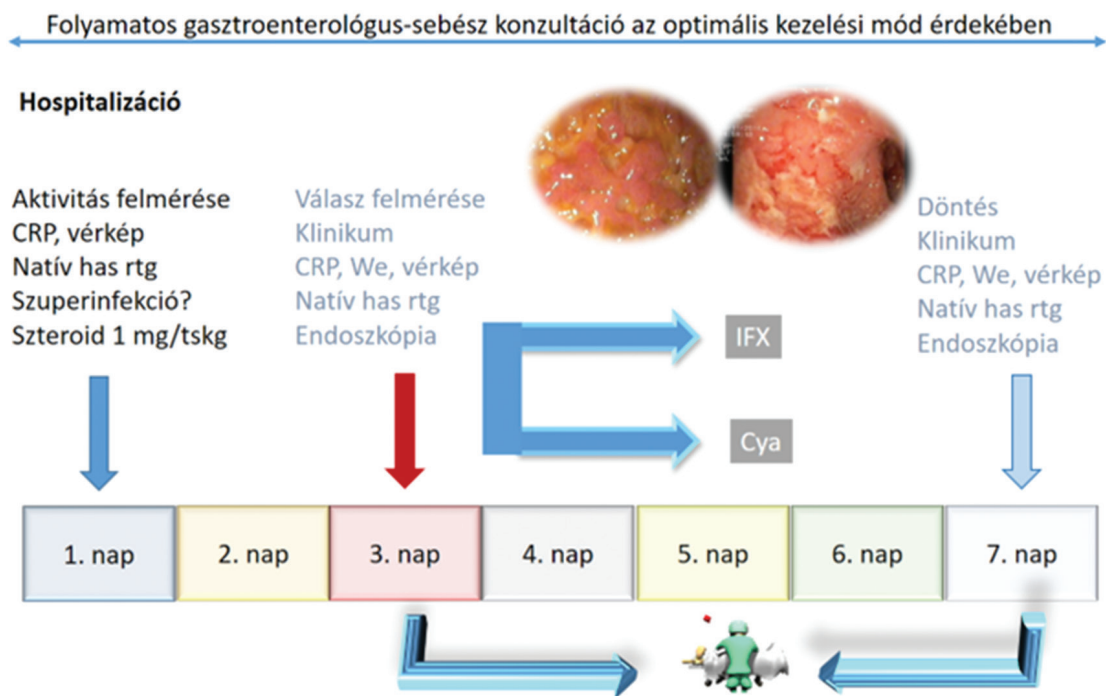 Folyamatos gasztroenterológus-sebész konzultáció az optimális kezelési mód érdekében
Hospitalizáció
Aktivitás felmérése
CRP, vérkép
Natív has rtg
Szuperinfekció?
Szteroid 1 mg/tskg
Válasz felmérése
Klinikum
CRP, We, vérkép
Natív has rtg
Endoszkópia
Döntés
Klinikum
CRP, We, vérkép
Natív has rtg
Endoszkópia
IFX
Cya
1. nap
2. nap
3. nap
4. nap
5. nap
6. nap
7. nap